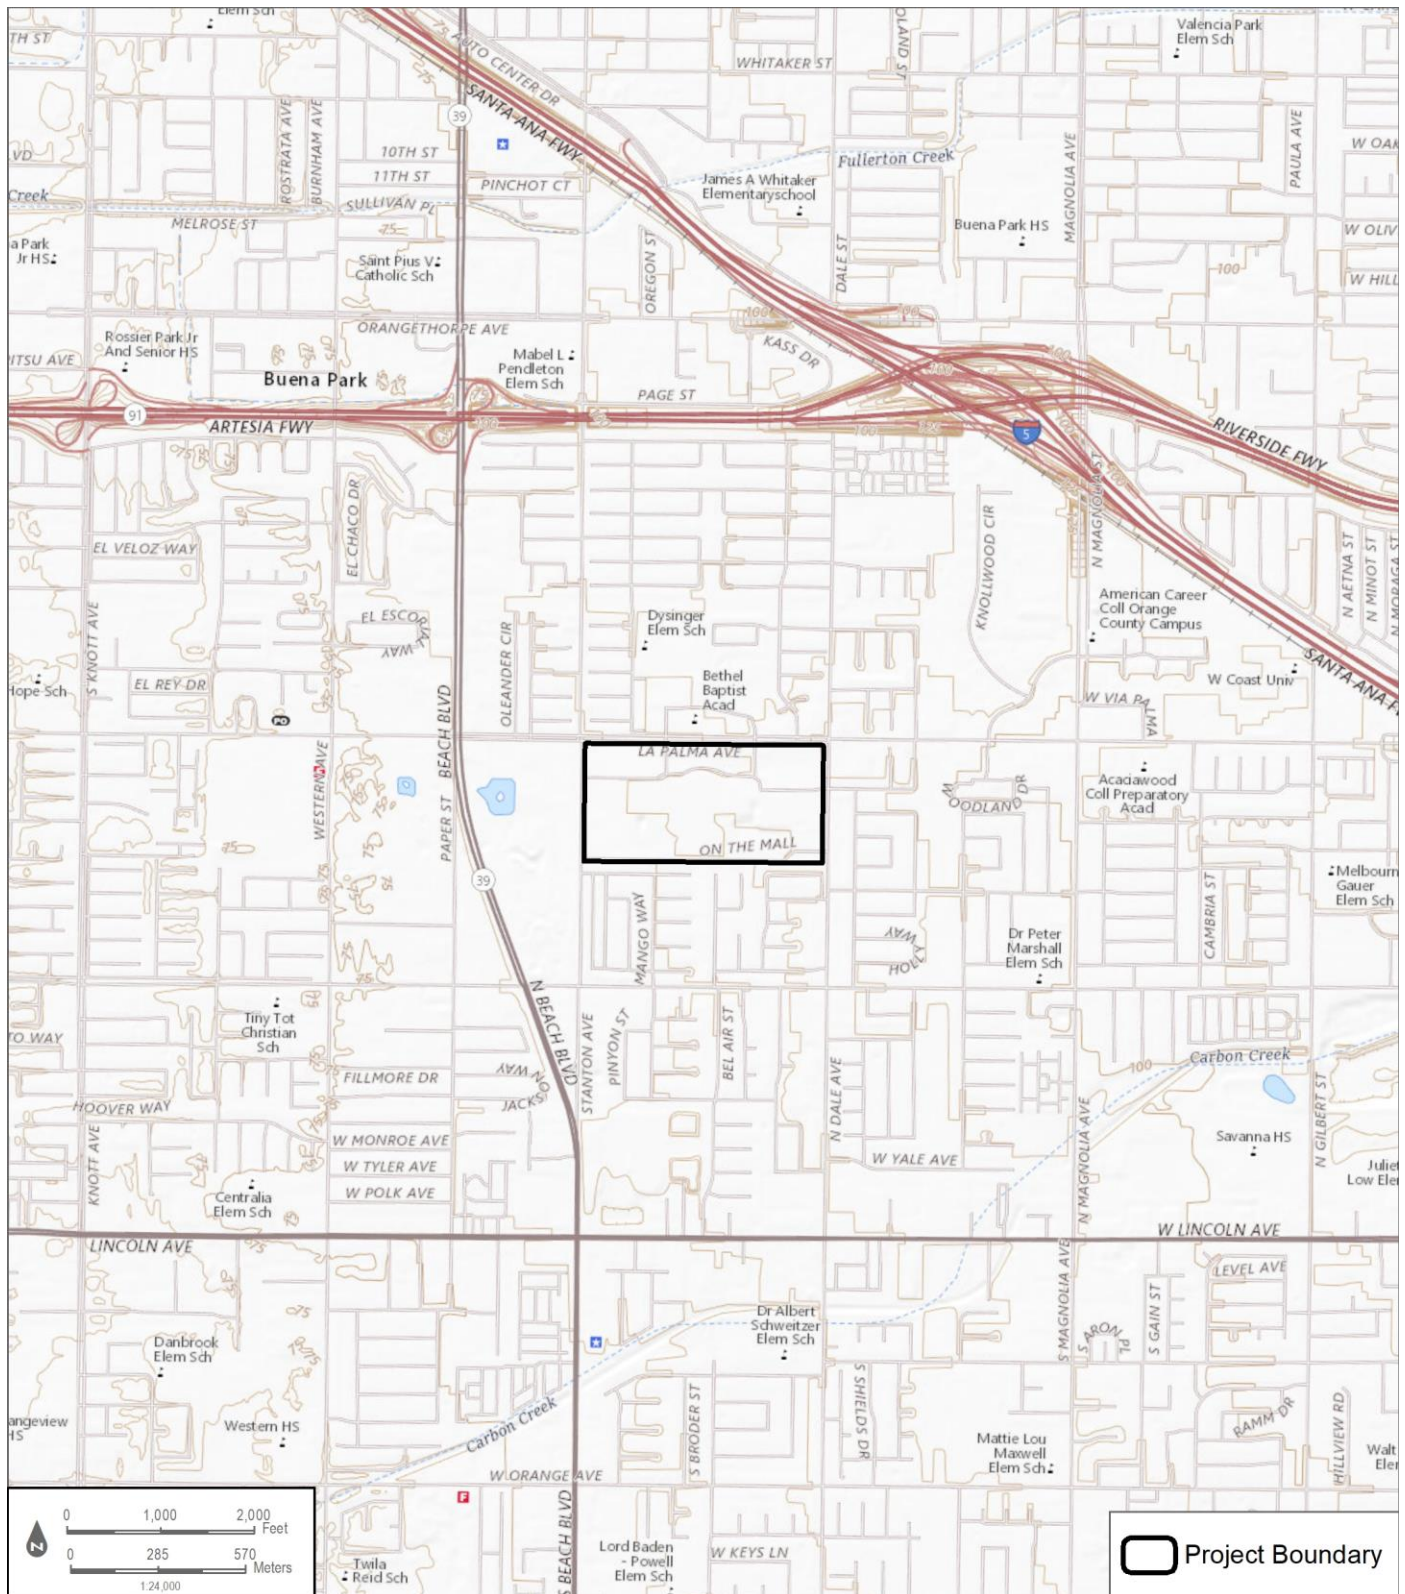 Elem Sch
TH ST
AUTO CENTER DR
75
75
SANTA ANA FWY
39
WHITAKER ST
Valencia Park
Elem Sch
ROSTRATA AVE
BURNHAM AVE
10TH ST
11TH ST
PINCHOT CT
SULLIVAN PL
MELROSE ST
75
Creek
Fullerton Creek
James A Whitaker
Elementaryschool
MAGNOLIA AVE
PAULA AVE
Buena Park HS
Jr HS
Saint Pius V
Catholic Sch
OREGON ST
DALE ST
100
ORANGETHORPE AVE
Rossier Park Jr
And Senior HS
Buena Park
Mabel L
Pendleton
Elem Sch
KASS DR
PAGE ST
100
100
91
ARTESIA FWY
5
RIVERSIDE FWY
N MAGNOLIA ST
EL CHACO DR
EL VELOZ WAY
KNOLLWOOD CIR
N AETNA ST
N MINOT ST
N MORAGA ST
S KNOTT AVE
EL ESCORIAL WAY
OLEANDER CIR
Dysinger
Elem Sch
American Career
Coll Orange
County Campus
SANTA ANA F
Hope Sch
EL REY DR
Bethel
Baptist
Acad
W Coast Univ
W VIA PALMA
PO
WESTERN AVE
PAPER ST
BEACH BLVD
LA PALMA AVE
WOODLAND DR
Acaciawood
Coll Preparatory
Acad
ON THE MALL
75
75
39
Melbourn
Gauer
Elem Sch
MANGO WAY
HOLLY WAY
Dr Peter
Marshall
Elem Sch
CAMBRIA ST
75
N BEACH BLVD
Tiny Tot
Christian
Sch
TO WAY
STANTON AVE
PINYON ST
BEL AIR ST
N DALE AVE
100
Carbon Creek
FILLMORE DR
JACKSON WAY
HOOVER WAY
KNOTT AVE
W MONROE AVE
W TYLER AVE
W POLK AVE
N MAGNOLIA AVE
Savanna HS
N GILBERT ST
W YALE AVE
Juliet
Low Ele
Centralia
Elem Sch
LINCOLN AVE
W LINCOLN AVE
75
LEVEL AVE
S MAGNOLIA AVE
S ARON PL
S GAIN ST
Dr Albert
Schweitzer
Elem Sch
Danbrook
Elem Sch
S BRODER ST
S SHIELDS DR
RAMM DR
HILLVIEW RD
angeview
HS
Western HS
Carbon Creek
Mattie Lou
Maxwell
Elem Sch
Walt
Ele
W ORANGE AVE
F
S BEACH BLVD
Twila
Reid Sch
Lord Baden
- Powell
Elem Sch
W KEYS LN
0 1,000 2,000
Feet
0 285 570
Meters
1:24,000
N
Project Boundary